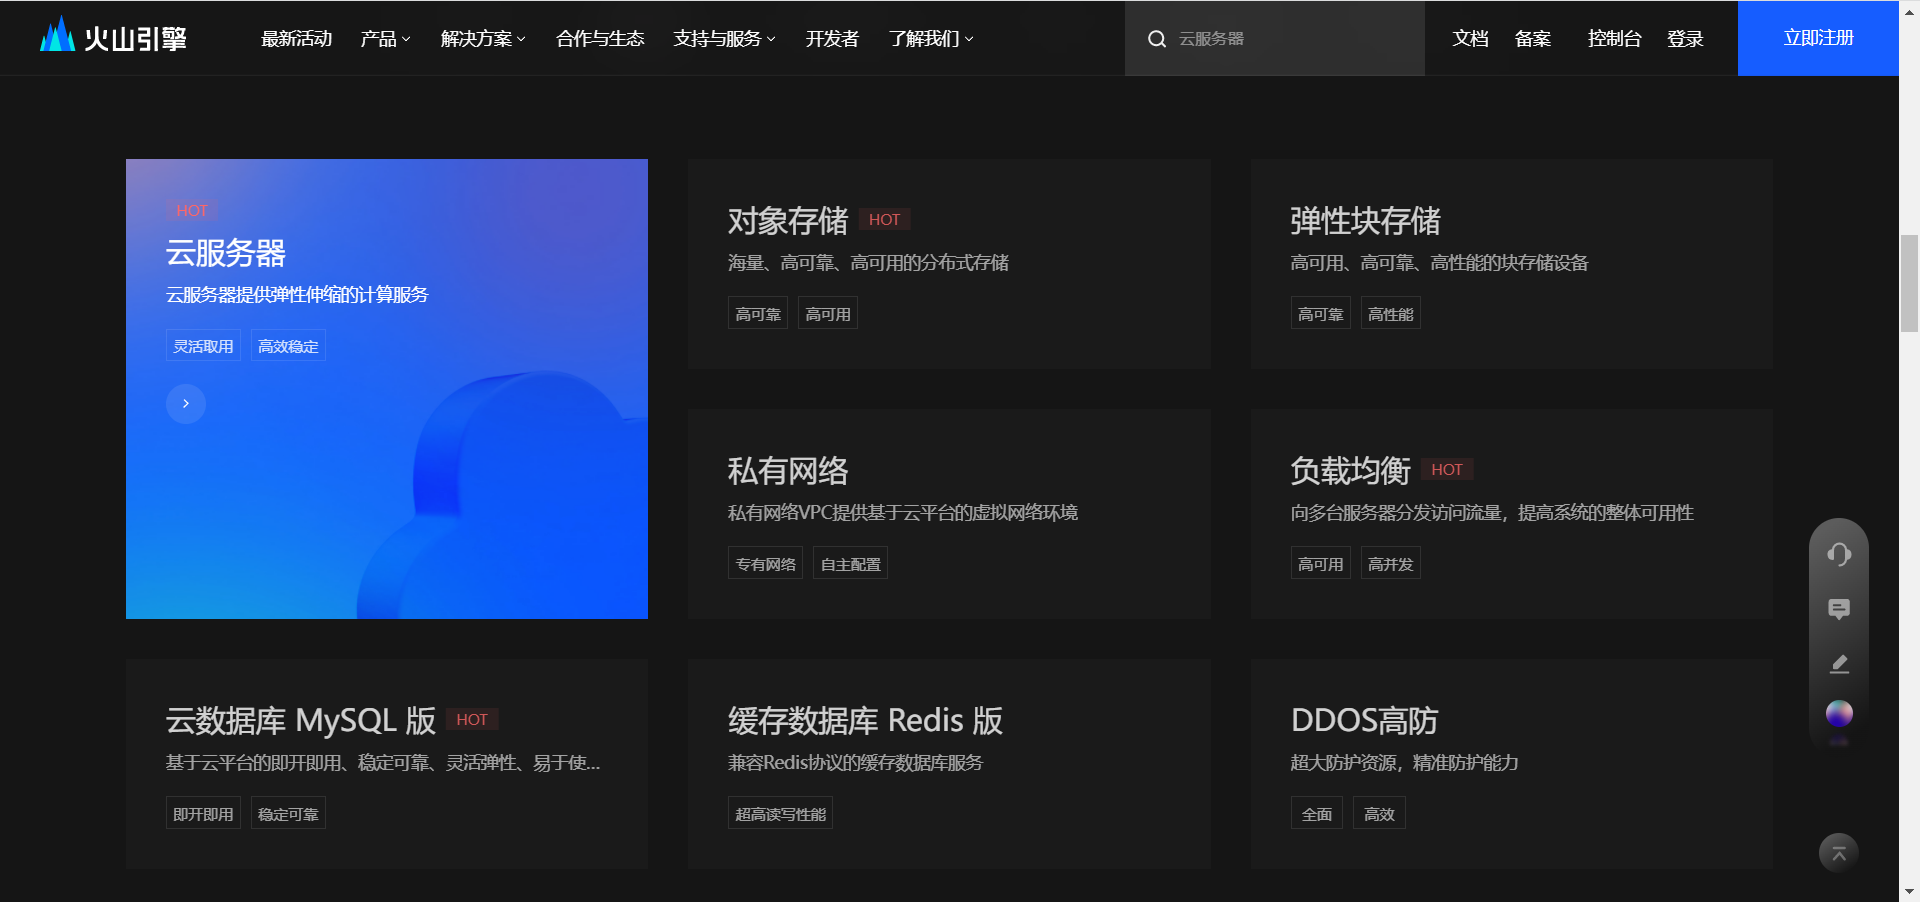 火山引擎
最新活动 产品 解决方案 合作与生态 支持与服务 开发者 了解我们 云服务器 文档 备案 控制台 登录 立即注册
HOT
云服务器
云服务器提供弹性伸缩的计算服务
灵活取用 高效稳定
对象存储 HOT
海量、高可靠、高可用的分布式存储
高可靠 高可用
弹性块存储
高可用、高可靠、高性能的块存储设备
高可靠 高性能
私有网络
私有网络VPC提供基于云平台的虚拟网络环境
专有网络 自主配置
负载均衡 HOT
向多台服务器分发访问流量，提高系统的整体可用性
高可用 高并发
云数据库 MySQL 版 HOT
基于云平台的即开即用、稳定可靠、灵活弹性、易于使...
即开即用 稳定可靠
缓存数据库 Redis 版
兼容Redis协议的缓存数据库服务
超高读写性能
DDOS高防
超大防护资源，精准防护能力
全面 高效